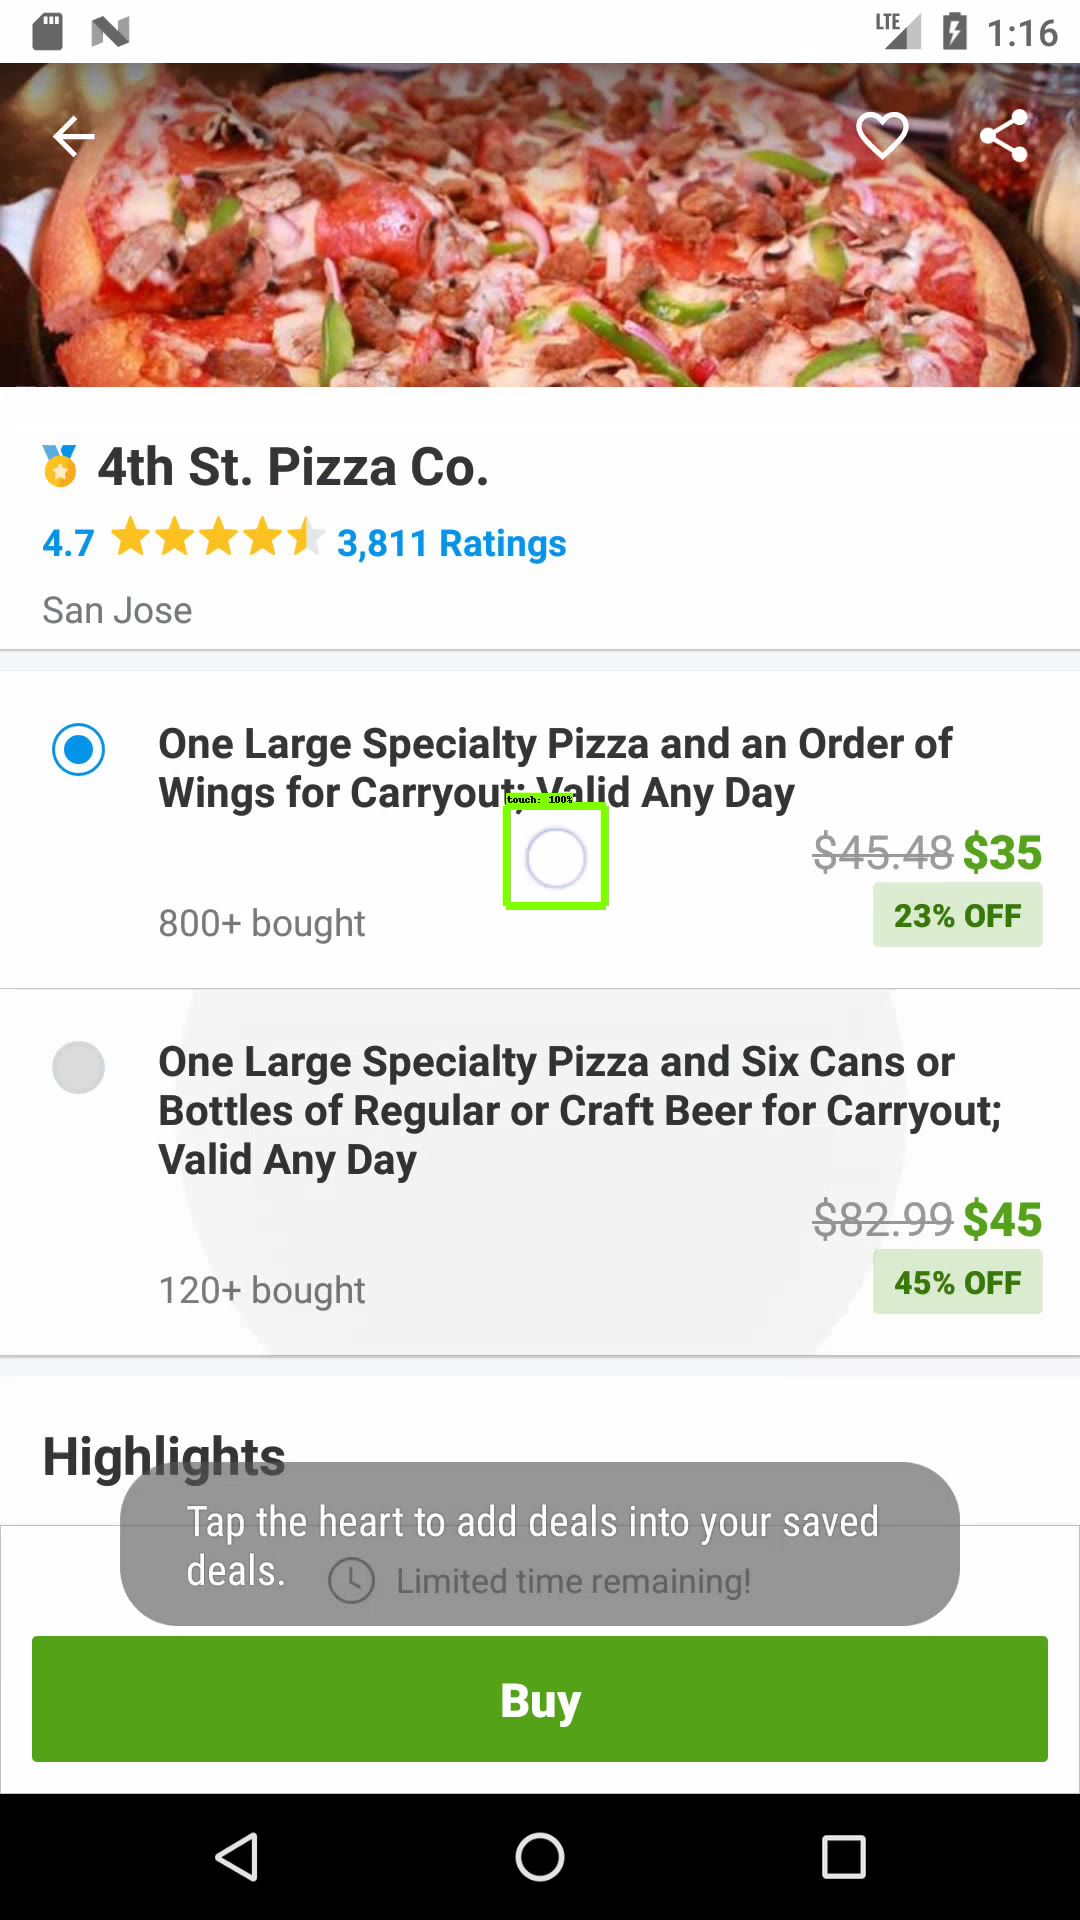 LTE 1:16
4th St. Pizza Co.
4.7 3,811 Ratings
San Jose
One Large Specialty Pizza and an Order of
Wings for Carryout; Valid Any Day
touch: 100%
$45.48 $35
800+ bought
23% OFF
One Large Specialty Pizza and Six Cans or
Bottles of Regular or Craft Beer for Carryout;
Valid Any Day
$82.99 $45
120+ bought
45% OFF
Highlights
Tap the heart to add deals into your saved
deals.
Limited time remaining!
Buy